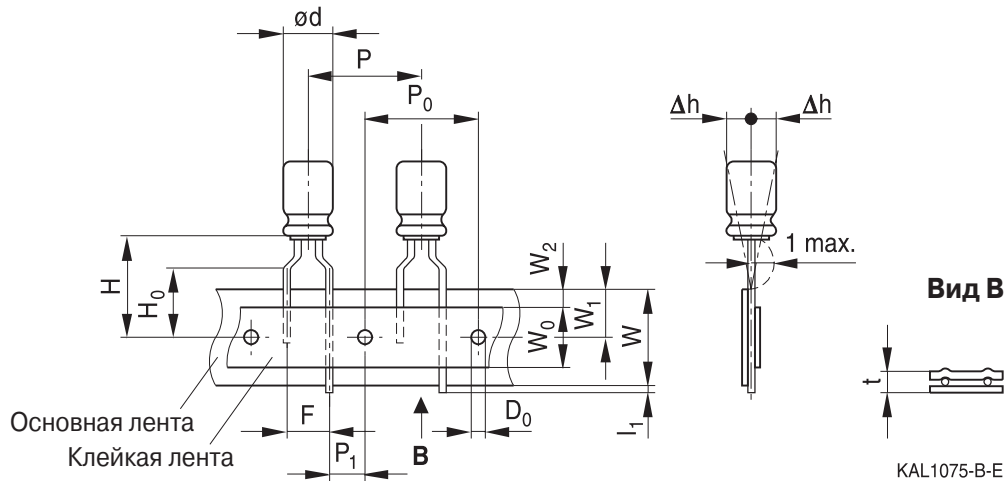 ød
P
P0
Δh
Δh
1 max.
H
H0
W2
W1
W0
W
Вид B
t
Основная лента
Клейкая лента
F
P1
B
D0
l1
KAL1075-B-E